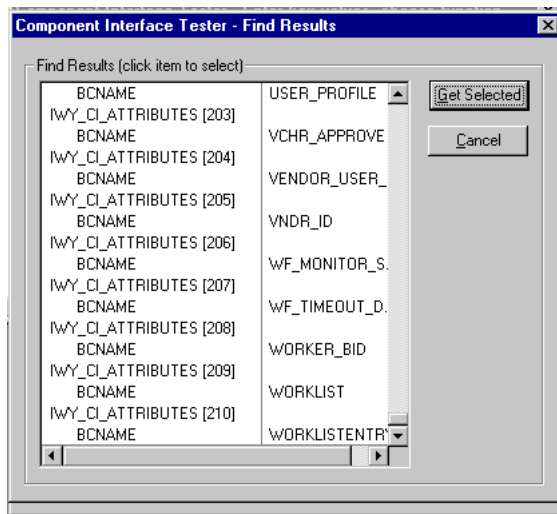 Component Interface Tester - Find Results
Find Results (click item to select)
BCNAME USER_PROFILE
IWY_CI_ATTRIBUTES [203]
BCNAME VCHR_APPROVE
IWY_CI_ATTRIBUTES [204]
BCNAME VENDOR_USER_
IWY_CI_ATTRIBUTES [205]
BCNAME VNDR_ID
IWY_CI_ATTRIBUTES [206]
BCNAME WF_MONITOR_S.
IWY_CI_ATTRIBUTES [207]
BCNAME WF_TIMEOUT_D.
IWY_CI_ATTRIBUTES [208]
BCNAME WORKER_BID
IWY_CI_ATTRIBUTES [209]
BCNAME WORKLIST
IWY_CI_ATTRIBUTES [210]
BCNAME WORKLISTENTRY
Get Selected
Cancel